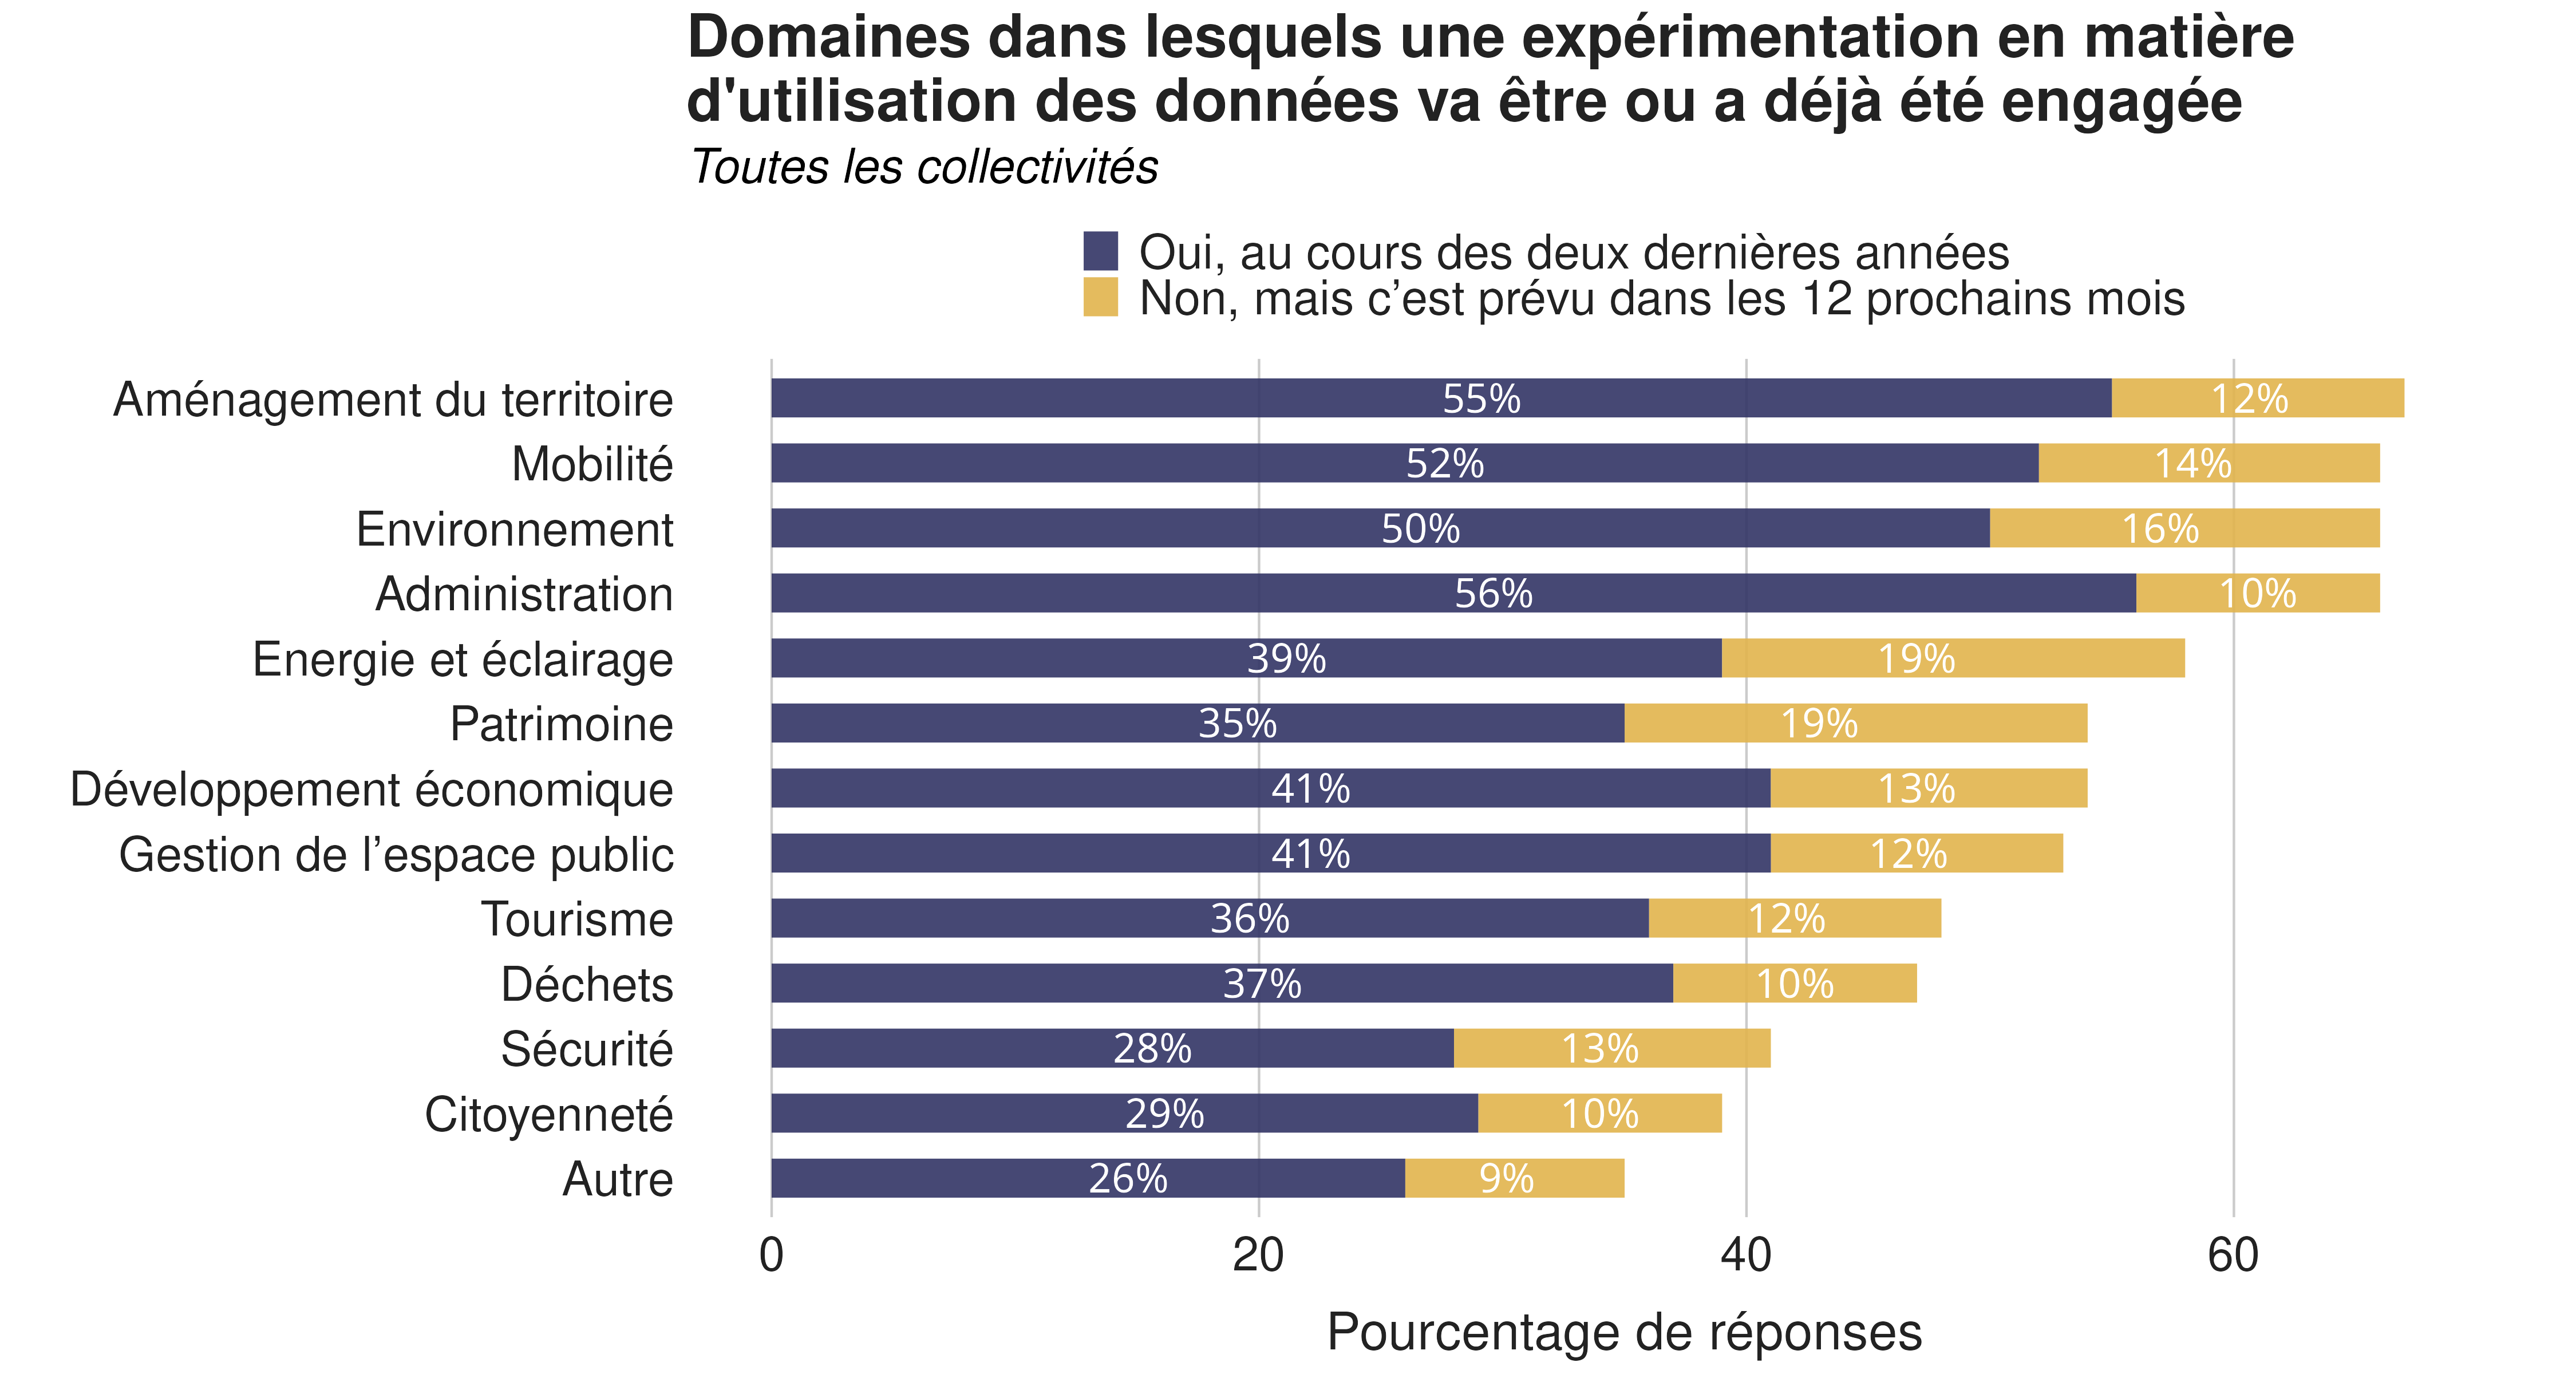 Domaines dans lesquels une expérimentation en matière
d'utilisation des données va être ou a déjà été engagée
Toutes les collectivités
Oui, au cours des deux dernières années
Non, mais c’est prévu dans les 12 prochains mois
Aménagement du territoire 55% 12%
Mobilité 52% 14%
Environnement 50% 16%
Administration 56% 10%
Energie et éclairage 39% 19%
Patrimoine 35% 19%
Développement économique 41% 13%
Gestion de l’espace public 41% 12%
Tourisme 36% 12%
Déchets 37% 10%
Sécurité 28% 13%
Citoyenneté 29% 10%
Autre 26% 9%
0 20 40 60
Pourcentage de réponses